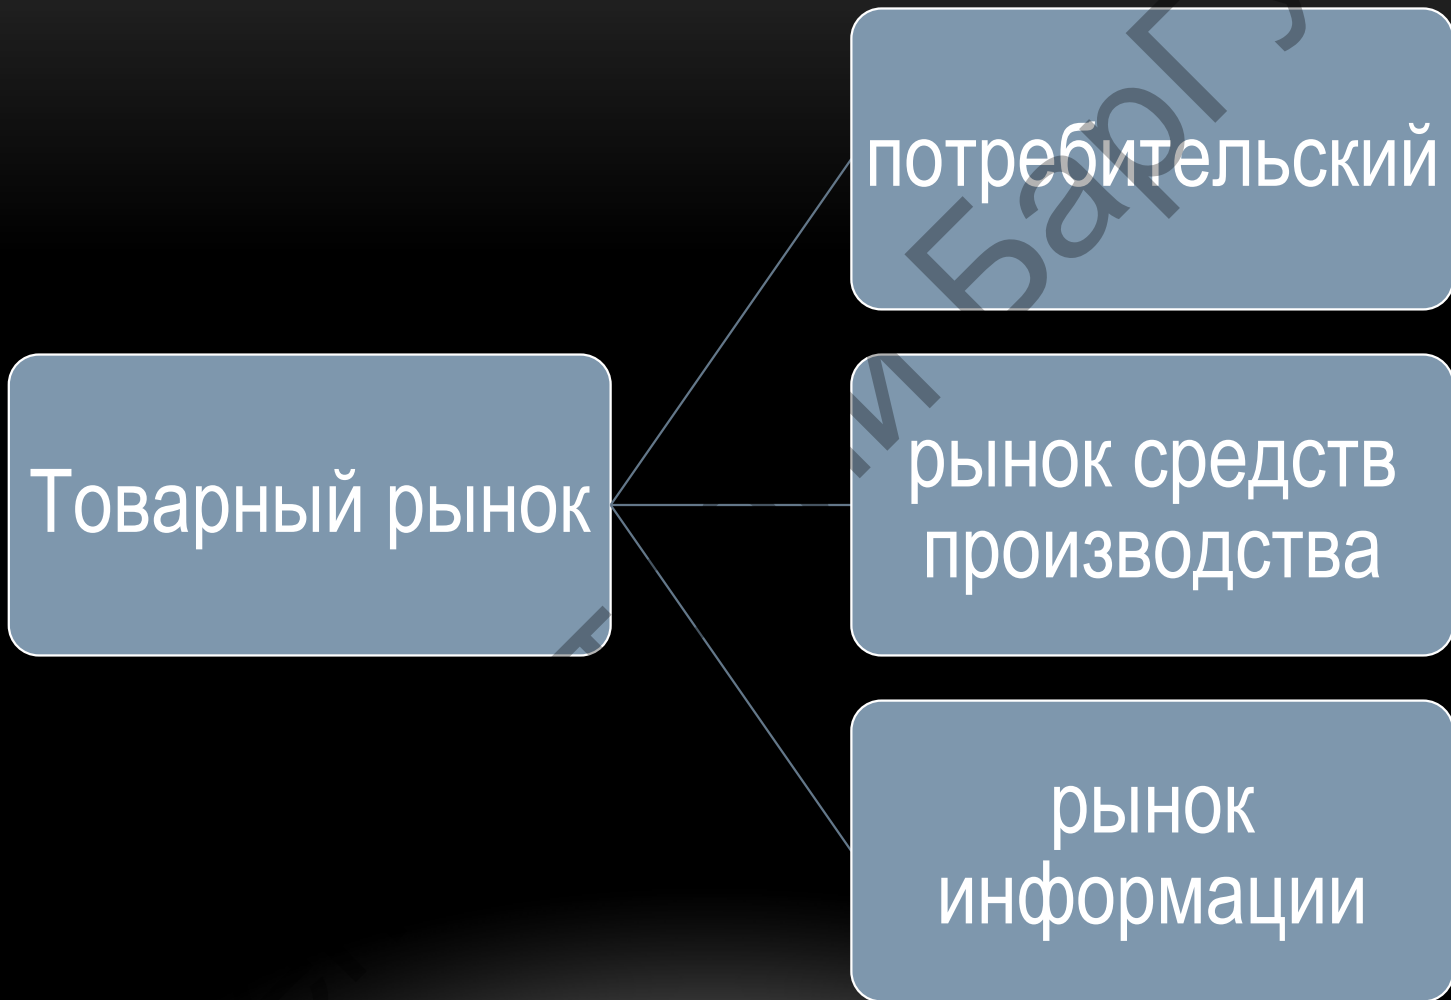 потребительский
Товарный рынок
рынок средств
производства
рынок
информации